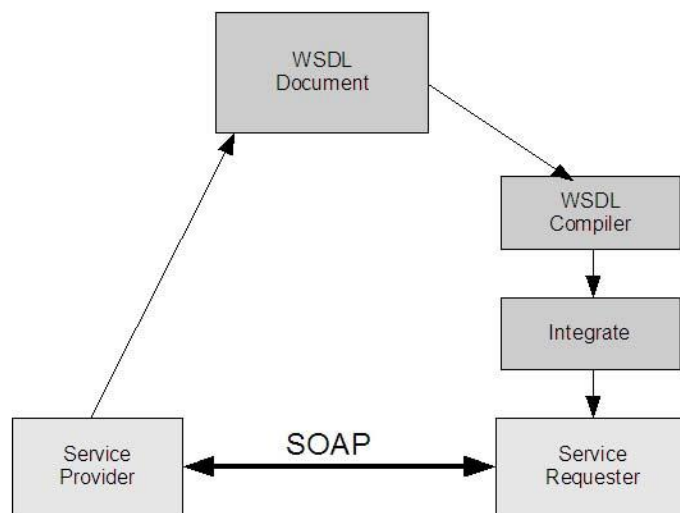 WSDL
Document
WSDL
Compiler
Integrate
SOAP
Service
Provider
Service
Requester